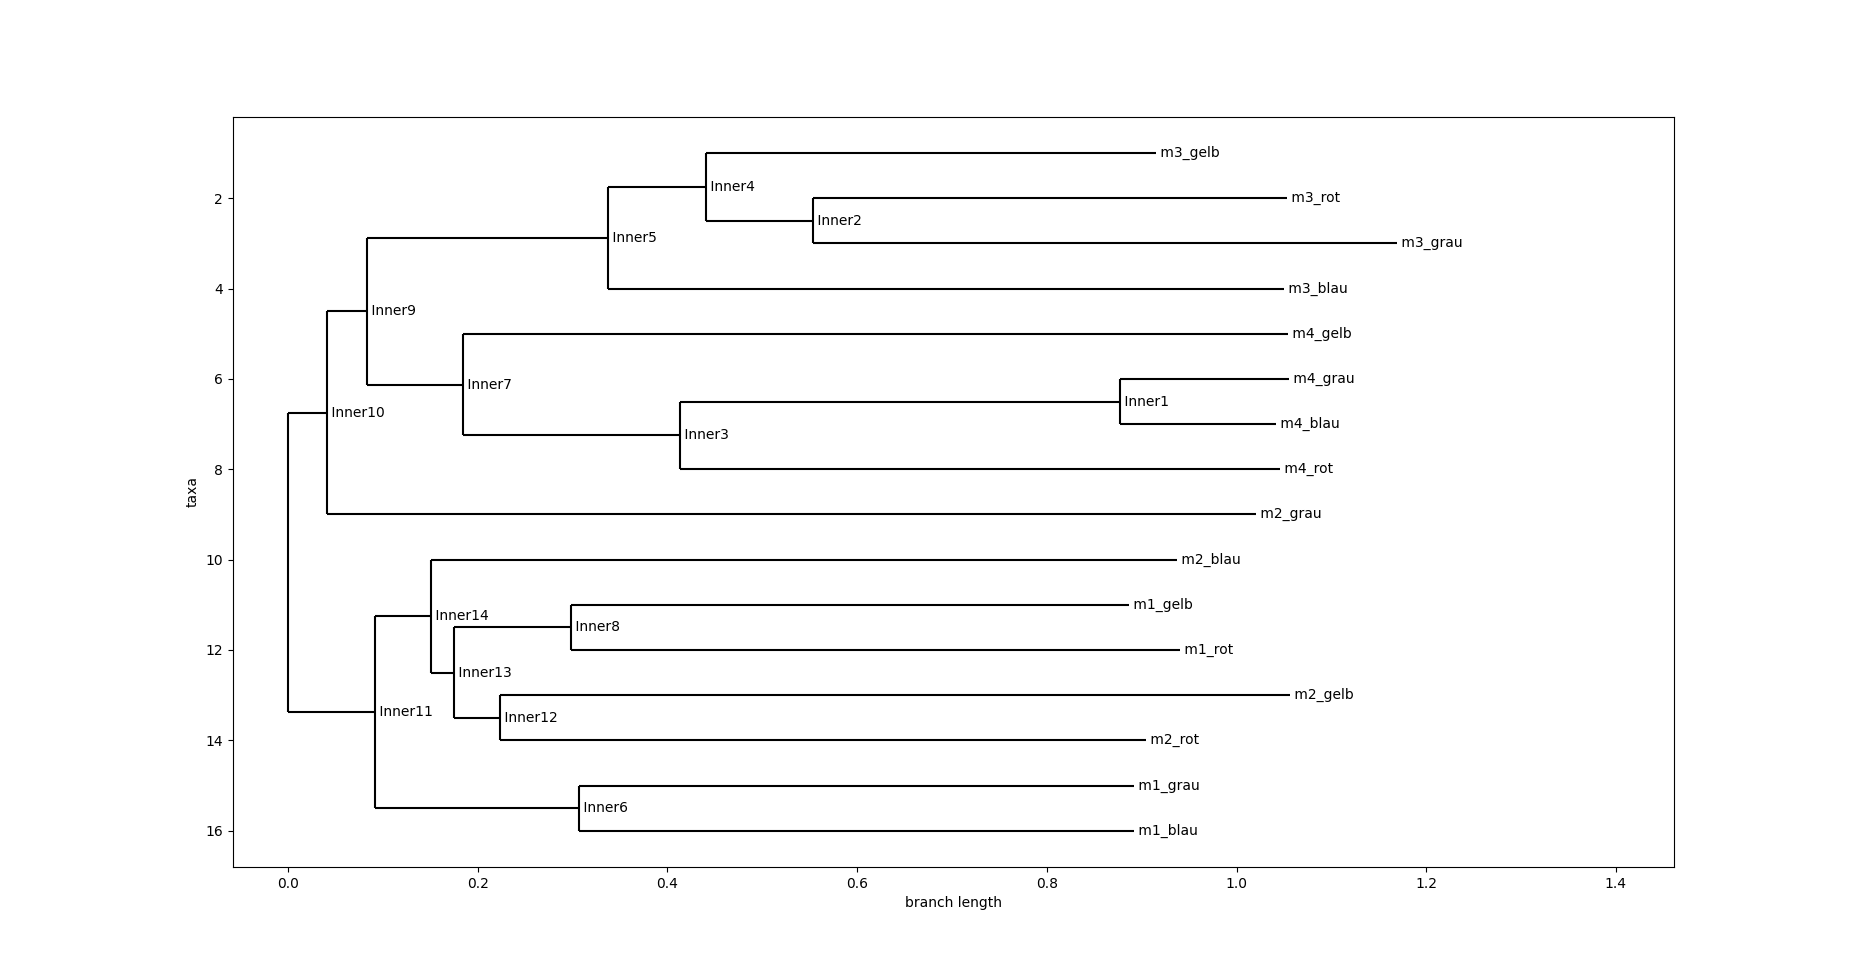 m3_gelb
Inner4
m3_rot
2
Inner2
Inner5
m3_grau
4
m3_blau
Inner9
m4_gelb
6
m4_grau
Inner7
Inner1
Inner10
m4_blau
Inner3
8
m4_rot
taxa
m2_grau
10
m2_blau
m1_gelb
Inner14
Inner8
12
m1_rot
Inner13
m2_gelb
Inner11
Inner12
14
m2_rot
m1_grau
Inner6
16
m1_blau
0.0 0.2 0.4 0.6 0.8 1.0 1.2 1.4
branch length